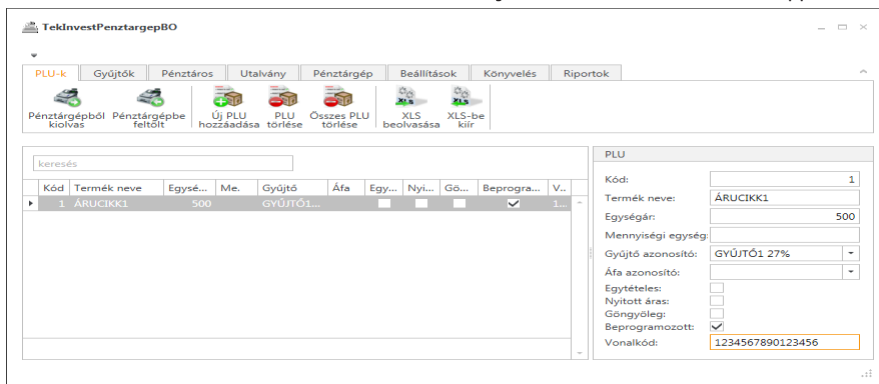 TekInvestPenztargepBO
PLU-k Gyűjtők Pénztáros Utalvány Pénztárgép Beállítások Könyvelés Riportok
Pénztárgépből kiolvas Pénztárgépbe feltölt Új PLU hozzáadása PLU törlése Összes PLU törlése XLS beolvasása XLS-be kiír
keresés
Kód Termék neve Egysé... Me. Gyűjtó Áfa Egy... Nyi... Gö... Beprogra... V..
1 ÁRUCIKK1 500 GYŰJTŐ1... 1...
PLU
Kód: 1
Termék neve: ÁRUCIKK1
Egységár: 500
Mennyiségi egység:
Gyűjtő azonosító: GYŰJTŐ1 27%
Áfa azonosító:
Egytételes:
Nyitott áras:
Göngyöleg:
Beprogramozott:
Vonalkód: 1234567890123456